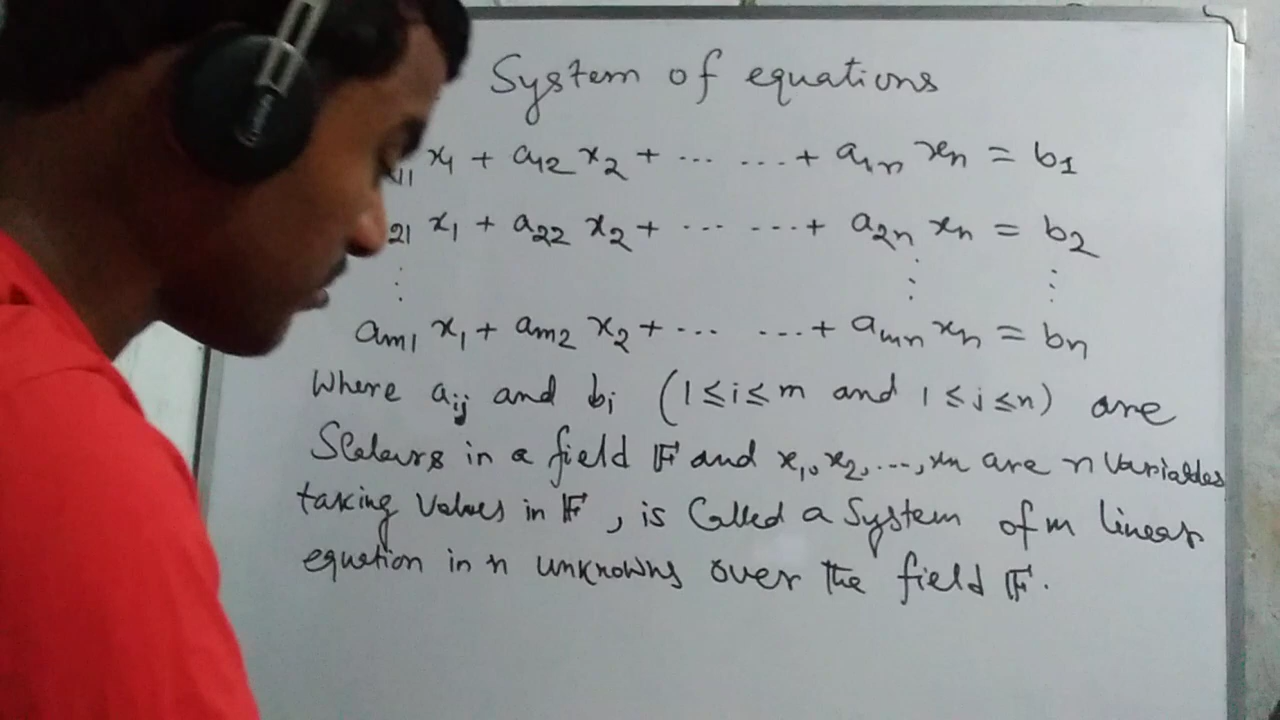 System of equations
11 x1 + a12 x2 + ... ... + a1n xn = b1
21 x1 + a22 x2 + ... ... + a2n xn = b2
⋮ ⋮ ⋮
am1 x1 + am2 x2 + ... ... + amn xn = bn
Where aij and bi (1 ≤ i ≤ m and 1 ≤ j ≤ n) are
Scalars in a field 𝔽 and x1, x2, ..., xn are n variables
taking values in 𝔽, is Called a System of m linear
equation in n unknowns over the field 𝔽.